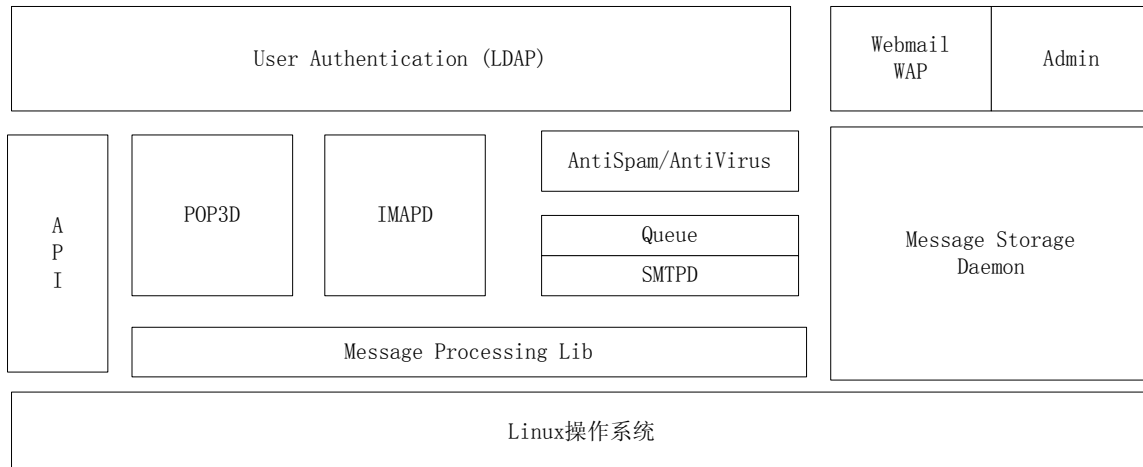 User Authentication (LDAP)
Webmail
WAP
Admin
A
P
I
POP3D
IMAPD
AntiSpam/AntiVirus
Queue
SMTPD
Message Storage
Daemon
Message Processing Lib
Linux操作系统